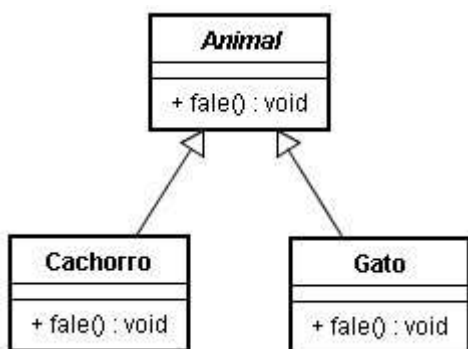 Animal
+ fale() : void
Cachorro
+ fale() : void
Gato
+ fale() : void